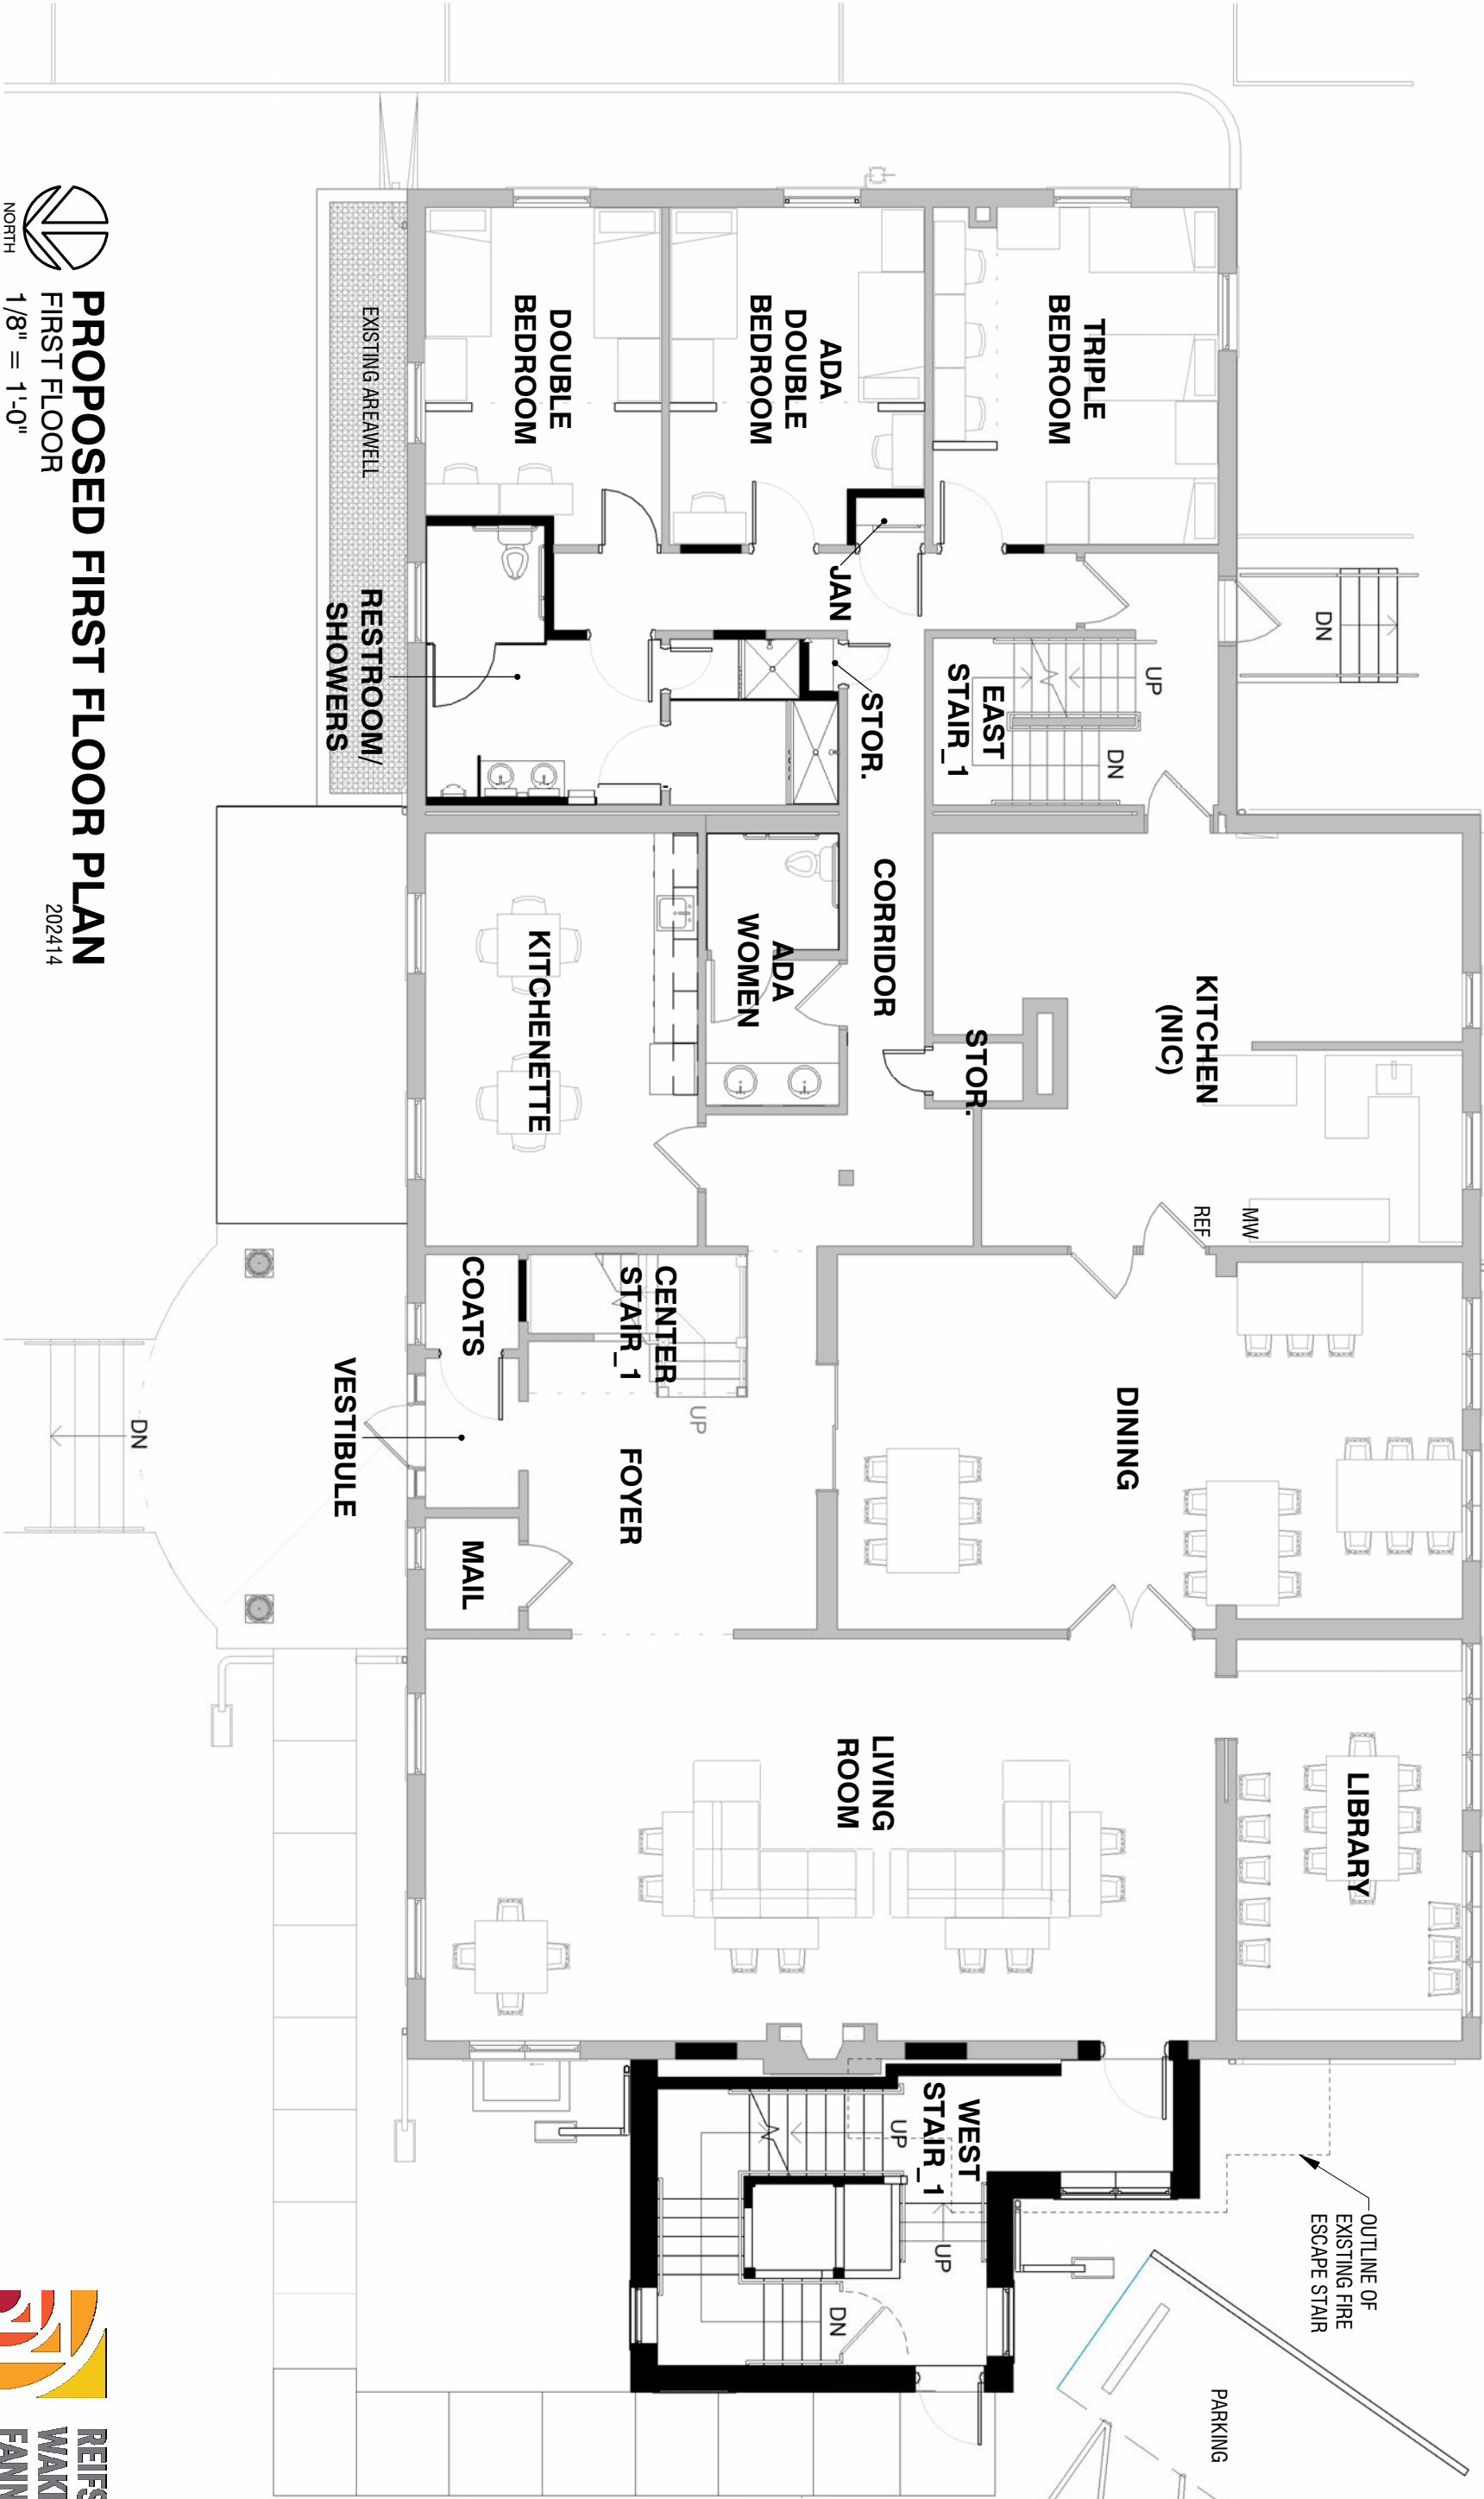 OUTLINE OF
EXISTING FIRE
ESCAPE STAIR
PARKING
LIBRARY
DN
MW
REF
KITCHEN
(NIC)
UP
DN
DINING
TRIPLE
BEDROOM
EAST
STAIR_1
STOR.
WEST
STAIR_1
UP
UP
DN
CORRIDOR
STOR.
JAN
LIVING
ROOM
ADA
DOUBLE
BEDROOM
ADA
WOMEN
UP
CENTER
STAIR_1
FOYER
DOUBLE
BEDROOM
KITCHENETTE
COATS
MAIL
EXISTING AREAWELL
RESTROOM/
SHOWERS
VESTIBULE
DN
NORTH
PROPOSED FIRST FLOOR PLAN
FIRST FLOOR
202414
1/8" = 1'-0"
REIFS
FANN